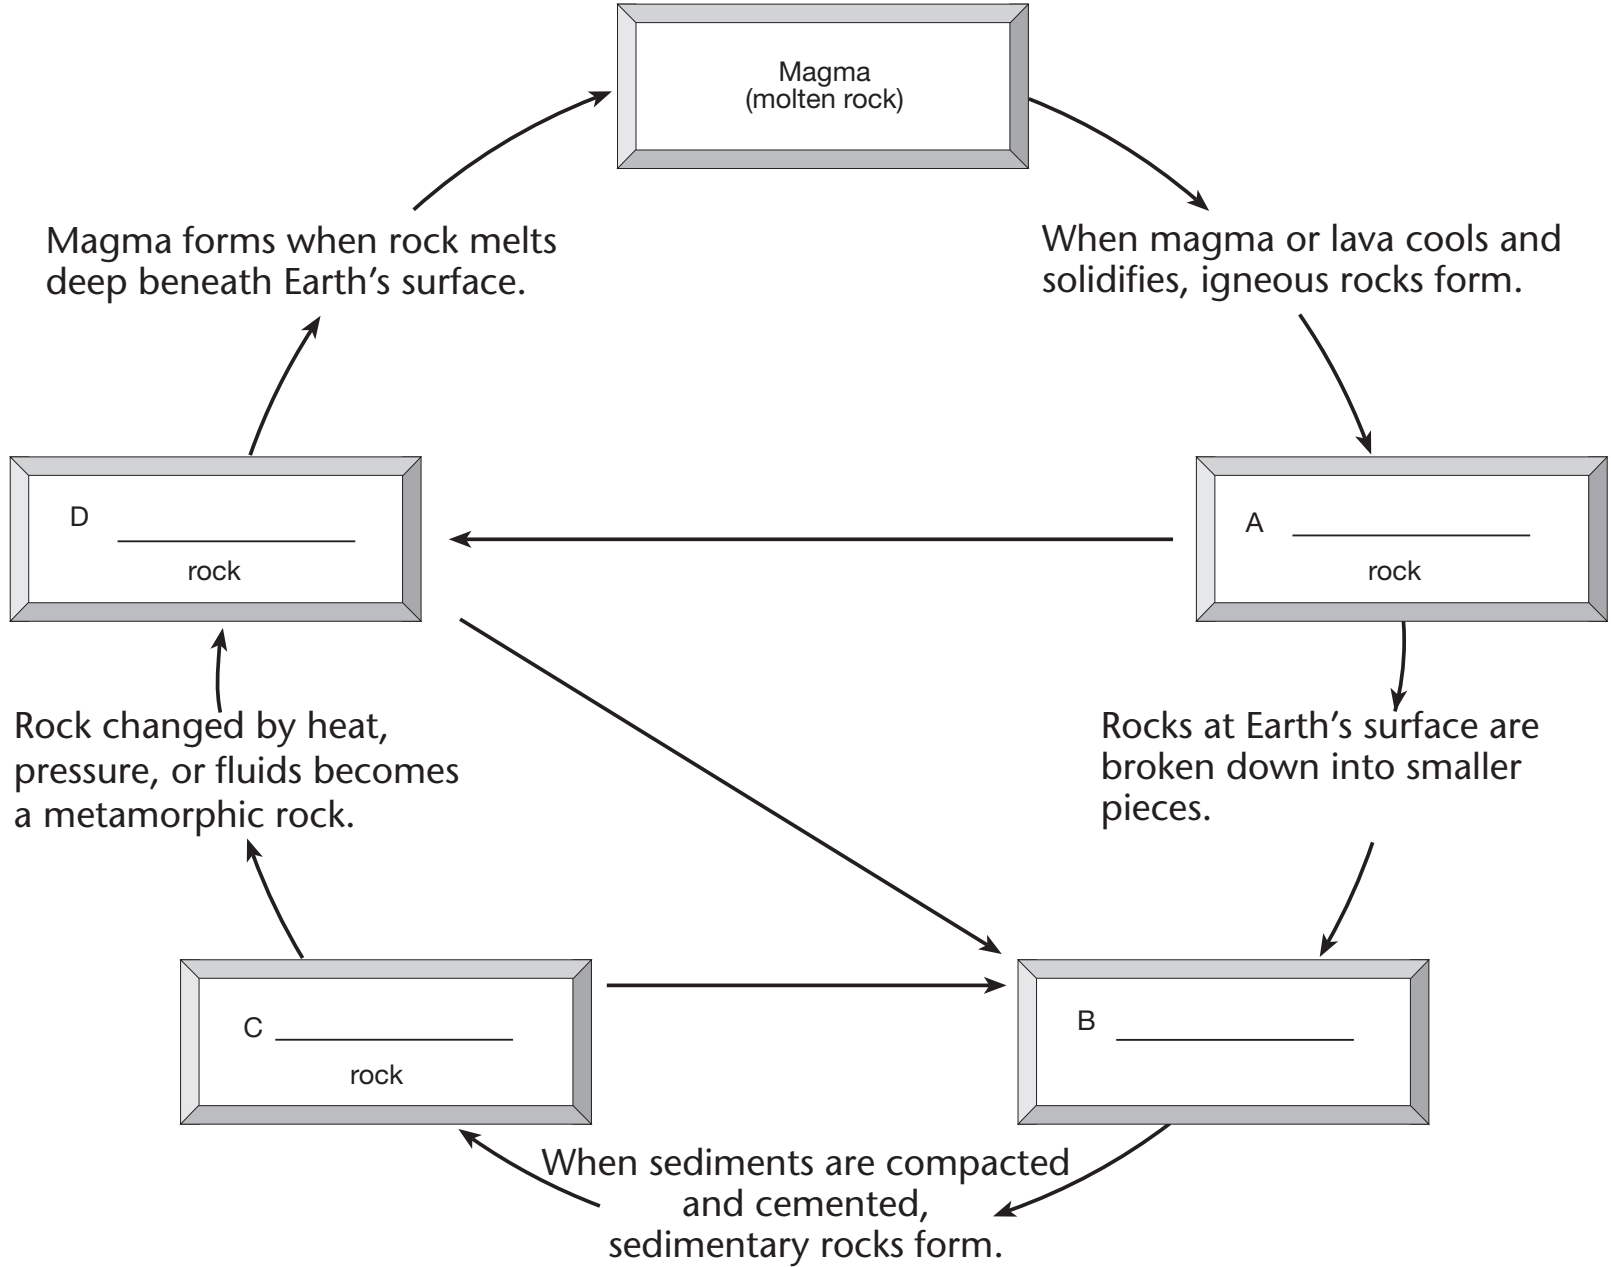 Magma
(molten rock)
Magma forms when rock melts
deep beneath Earth’s surface.
When magma or lava cools and
solidifies, igneous rocks form.
D
rock
A
rock
Rock changed by heat,
pressure, or fluids becomes
a metamorphic rock.
Rocks at Earth’s surface are
broken down into smaller
pieces.
C
rock
B
When sediments are compacted
and cemented,
sedimentary rocks form.